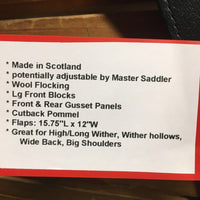 * Made in Scotland
* potentially adjustable by Master Saddler
* Wool Flocking
* Lg Front Blocks
* Front & Rear Gusset Panels
* Cutback Pommel
* Flaps: 15.75"L x 12"W
* Great for High/Long Wither, Wither hollows,
Wide Back, Big Shoulders